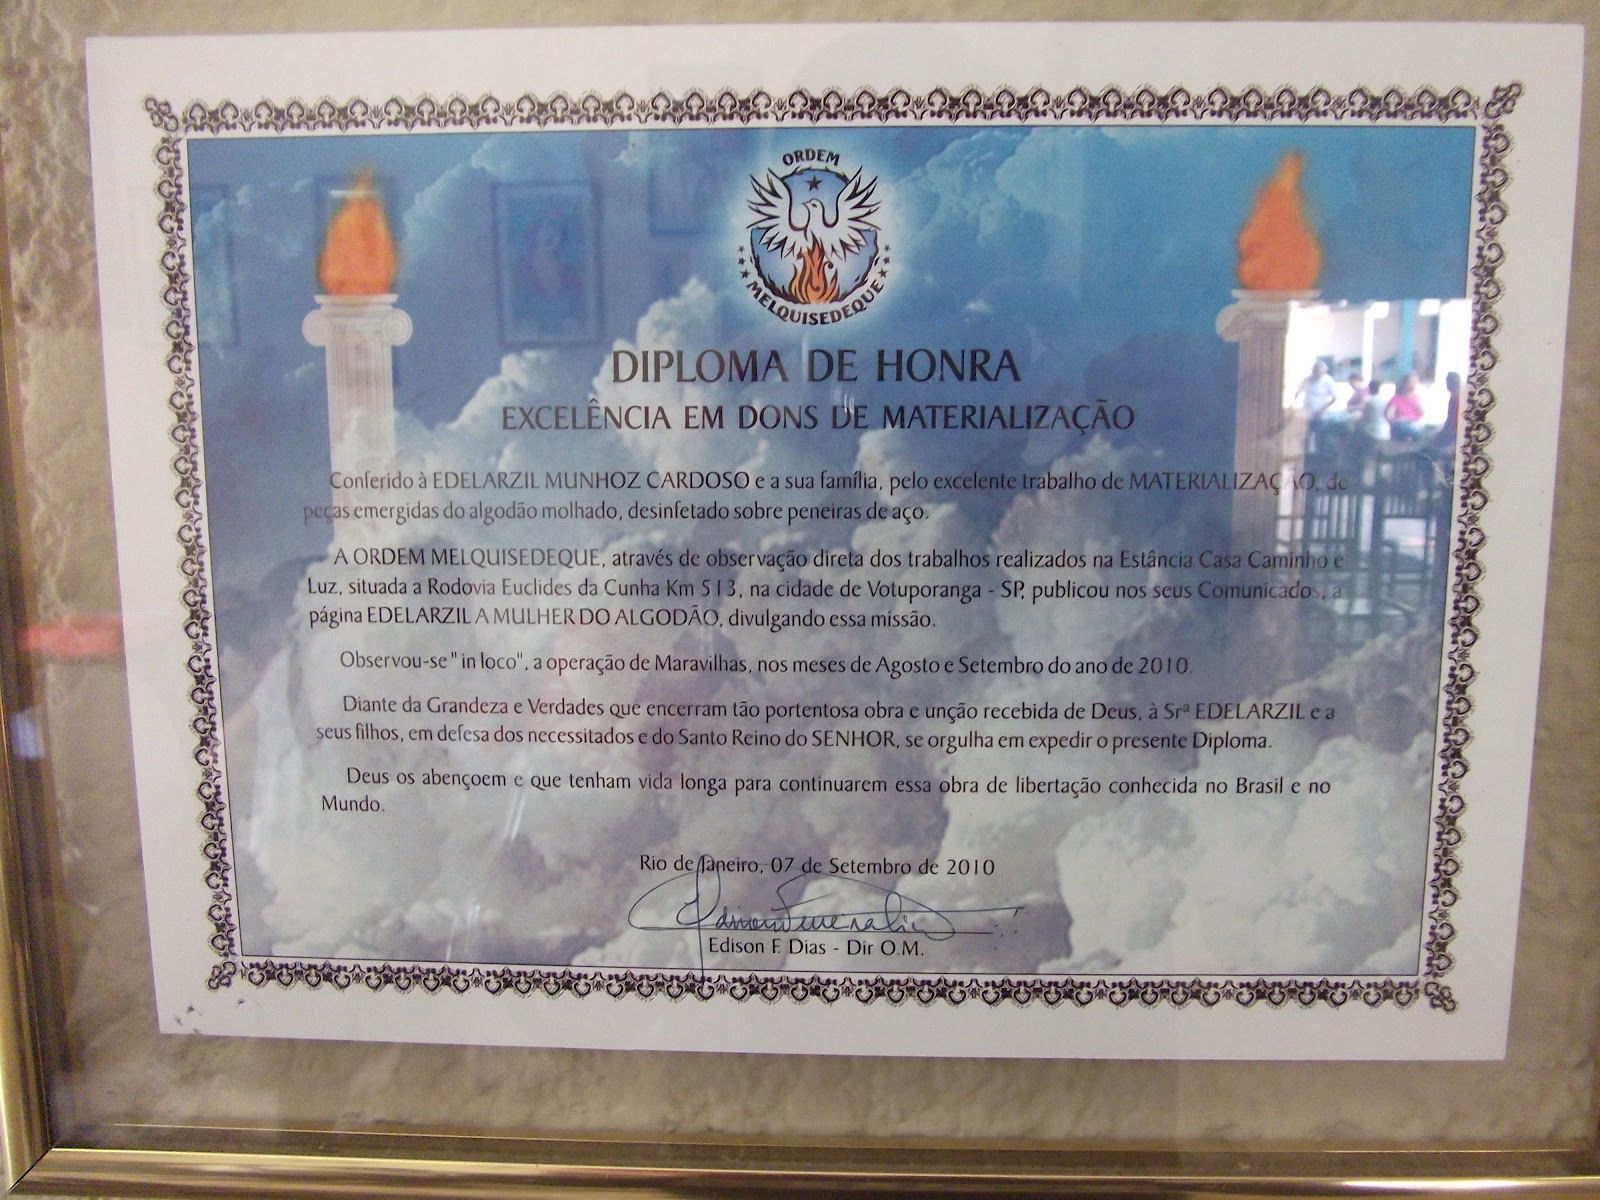 ORDEM
MELQUISEDEQUE
DIPLOMA DE HONRA
EXCELÊNCIA EM DONS DE MATERIALIZAÇÃO
Conferido à EDELARZIL MUNHOZ CARDOSO e a sua família, pelo excelente trabalho de MATERIALIZAÇÃO, de
peças emergidas do algodão molhado, desinfetado sobre peneiras de aço.
A ORDEM MELQUISEDEQUE, através de observação direta dos trabalhos realizados na Estância Casa Caminho e
Luz, situada a Rodovia Euclides da Cunha Km 513, na cidade de Votuporanga - SP, publicou nos seus Comunicados, a
página EDELARZIL A MULHER DO ALGODÃO, divulgando essa missão.
Observou-se "in loco", a operação de Maravilhas, nos meses de Agosto e Setembro do ano de 2010.
Diante da Grandeza e Verdades que encerram tão portentosa obra e unção recebida de Deus, à Srª EDELARZIL e a
seus filhos, em defesa dos necessitados e do Santo Reino do SENHOR, se orgulha em expedir o presente Diploma.
Deus os abençoem e que tenham vida longa para continuarem essa obra de libertação conhecida no Brasil e no
Mundo.
Rio de Janeiro, 07 de Setembro de 2010
Edison F. Dias - Dir O.M.